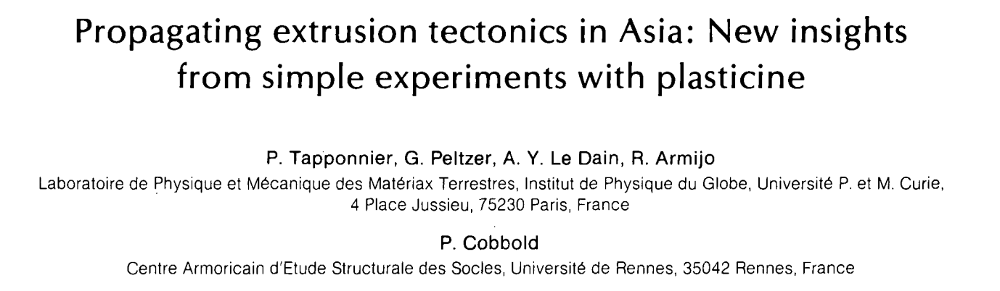 Propagating extrusion tectonics in Asia: New insights
from simple experiments with plasticine
P. Tapponnier, G. Peltzer, A. Y. Le Dain, R. Armijo
Laboratoire de Physique et Mécanique des Matériax Terrestres, Institut de Physique du Globe, Université P. et M. Curie,
4 Place Jussieu, 75230 Paris, France
P. Cobbold
Centre Armoricain d'Etude Structurale des Socles, Université de Rennes, 35042 Rennes, France